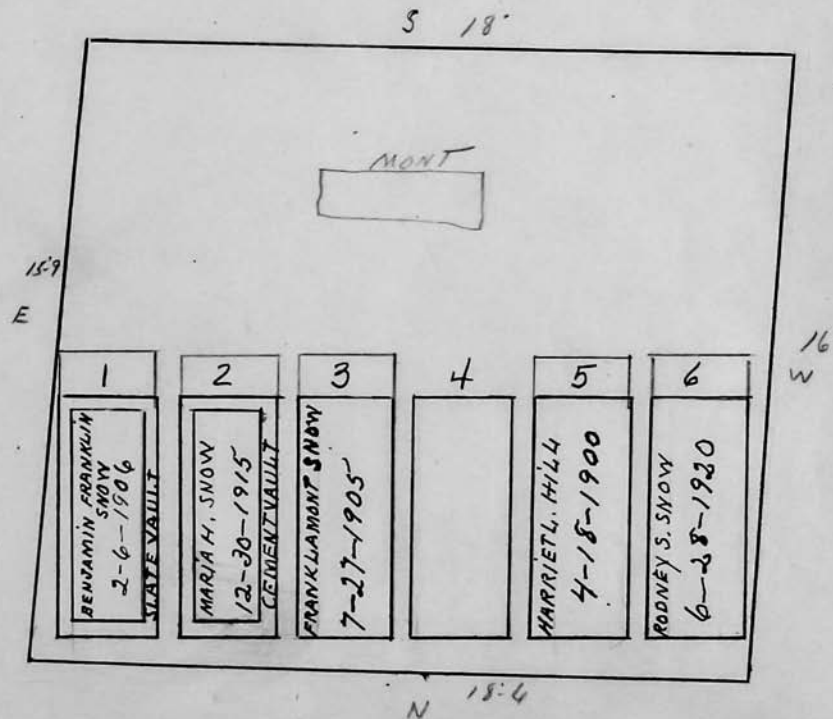 S 18'
MONT
15'9
E
16
W
1
2
3
4
5
6
BENJAMIN FRANKLIN
SNOW
2-6-1906
SLATE VAULT
MARIA H. SNOW
12-30-1915
CEMENT VAULT
FRANK LAMONT SNOW
7-27-1905
HARRIET L. HILL
4-18-1900
RODNEY S. SNOW
6-28-1920
N 18'4